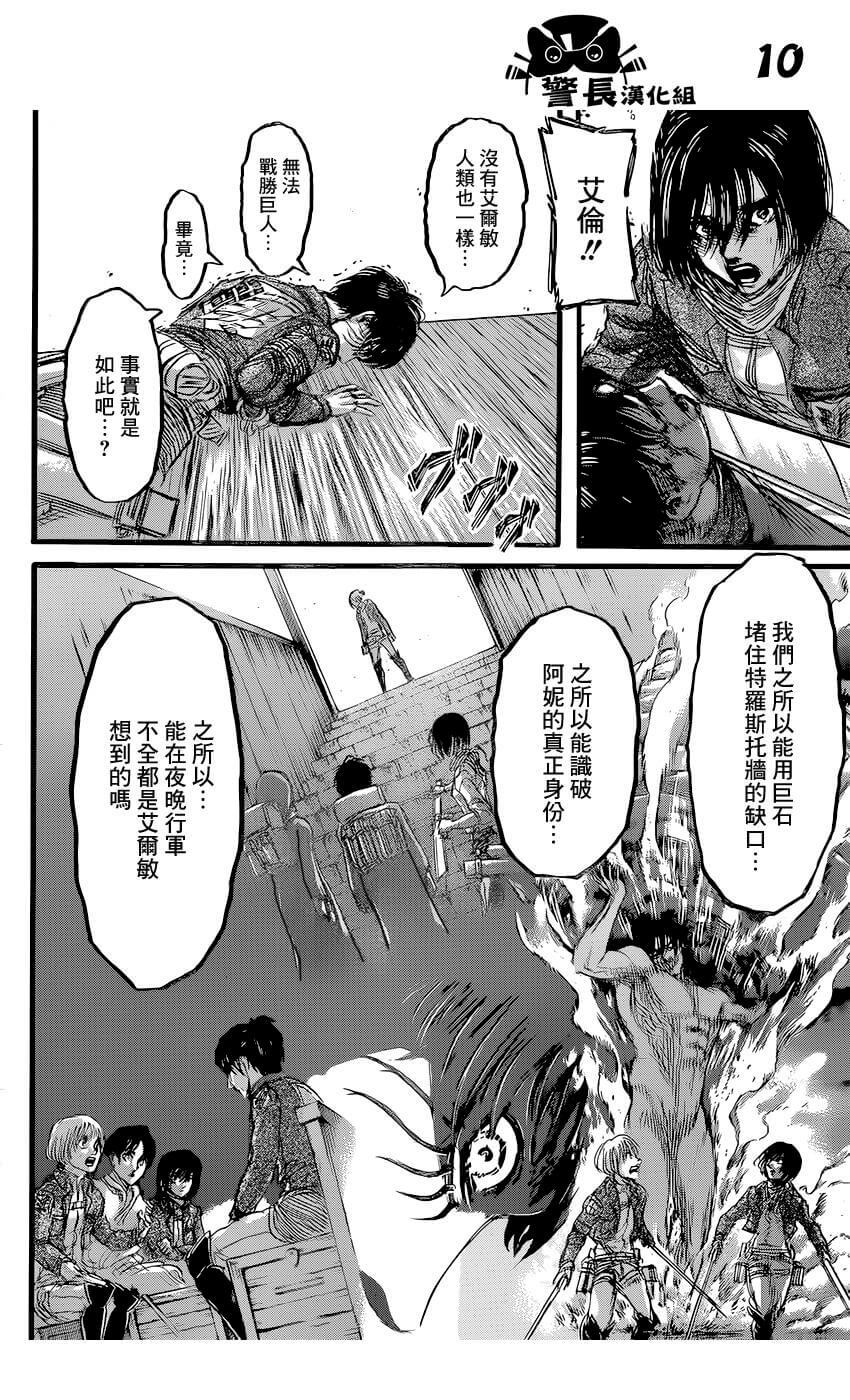 10
警長漢化組
艾倫!!
沒有艾爾敏
人類也一樣…
無法
戰勝巨人…
畢竟…
事實就是
如此吧…?
ズズズ
我們之所以能用巨石
堵住特羅斯托牆的缺口…
之所以能識破
阿妮的真正身份…
之所以…
能在夜晚行軍
不全都是艾爾敏
想到的嗎